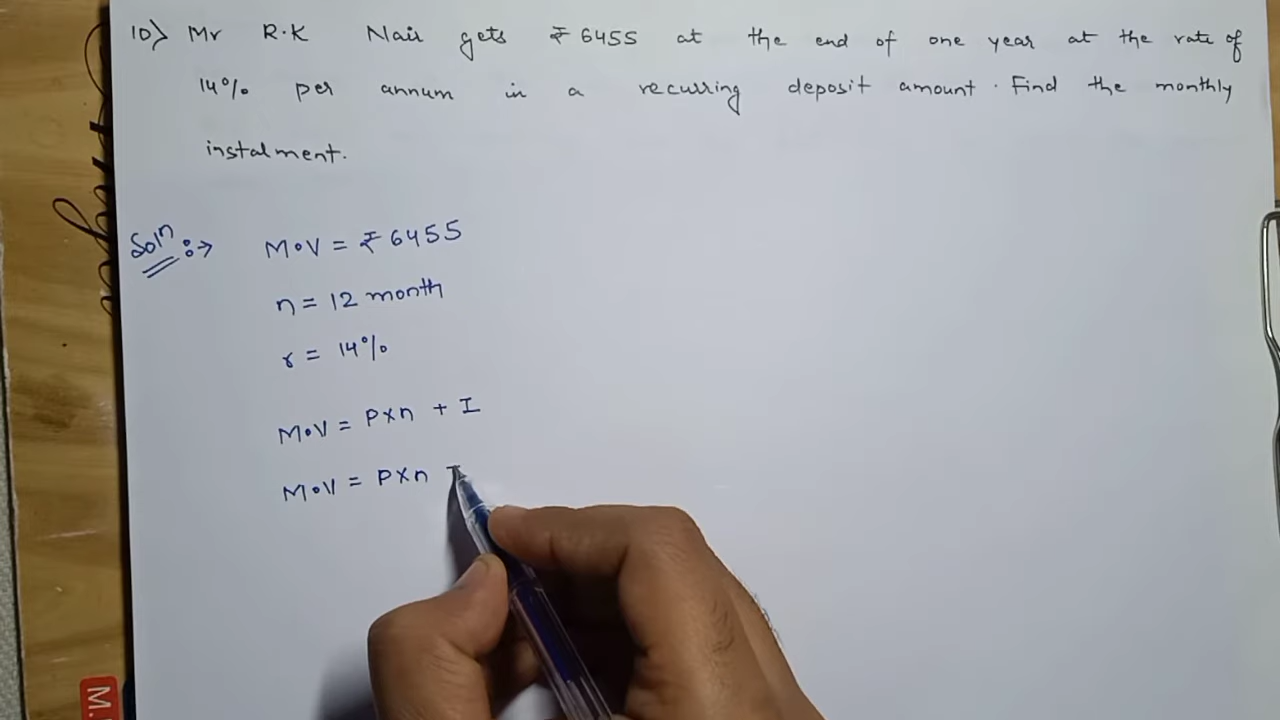 10) Mr R.K Nair gets ₹ 6455 at the end of one year at the rate of
14% per annum in a recurring deposit amount. Find the monthly
instalment.
Soln :→ M.V = ₹ 6455
n = 12 month
r = 14%
M.V = P×n + I
M.V = P×n
M.